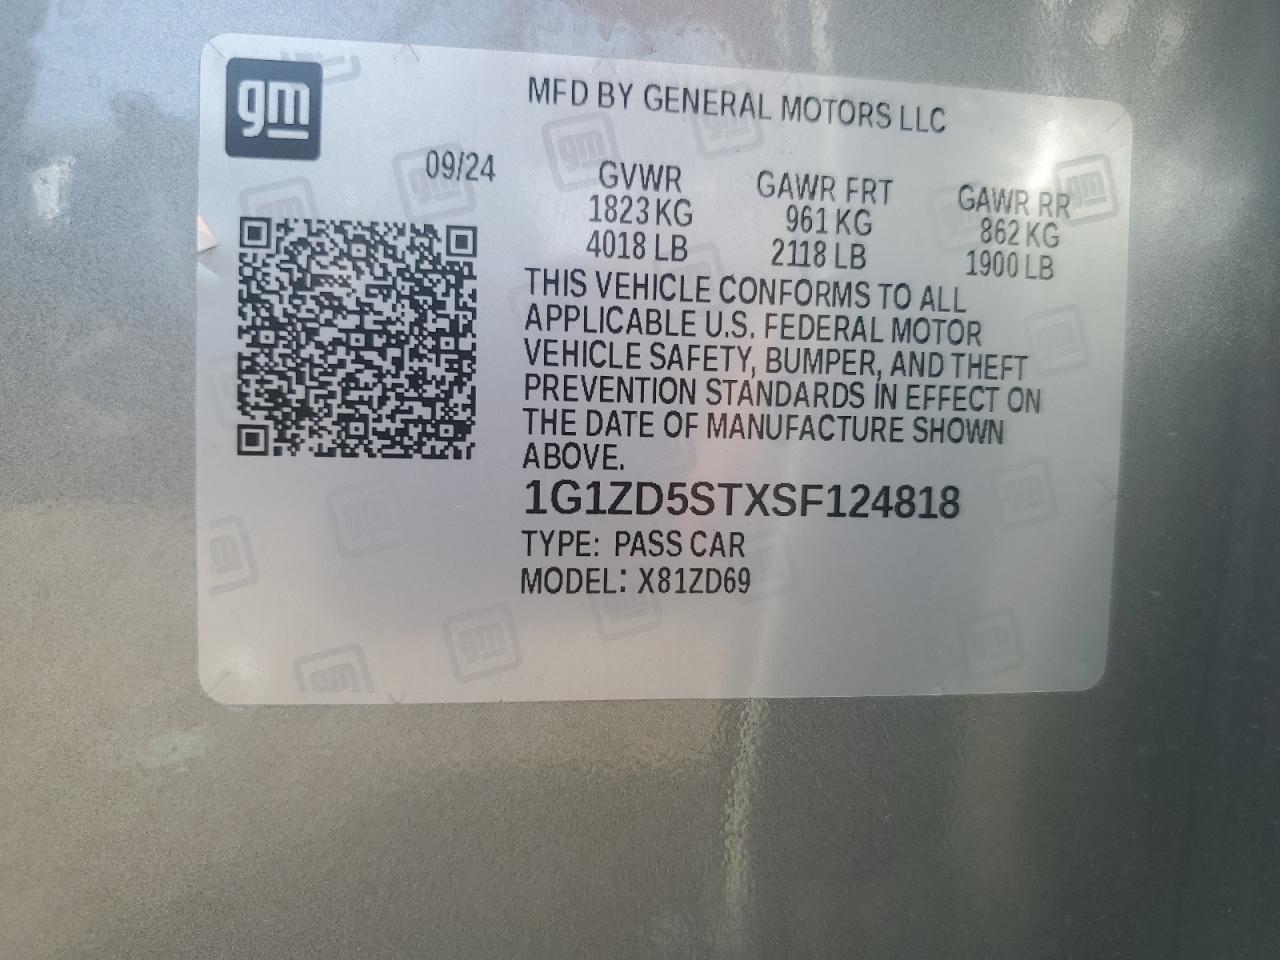 gm
MFD BY GENERAL MOTORS LLC
09/24
GVWR GAWR FRT GAWR RR
1823 KG 961 KG 862 KG
4018 LB 2118 LB 1900 LB
THIS VEHICLE CONFORMS TO ALL
APPLICABLE U.S. FEDERAL MOTOR
VEHICLE SAFETY, BUMPER, AND THEFT
PREVENTION STANDARDS IN EFFECT ON
THE DATE OF MANUFACTURE SHOWN
ABOVE.
1G1ZD5STXSF124818
TYPE: PASS CAR
MODEL: X81ZD69